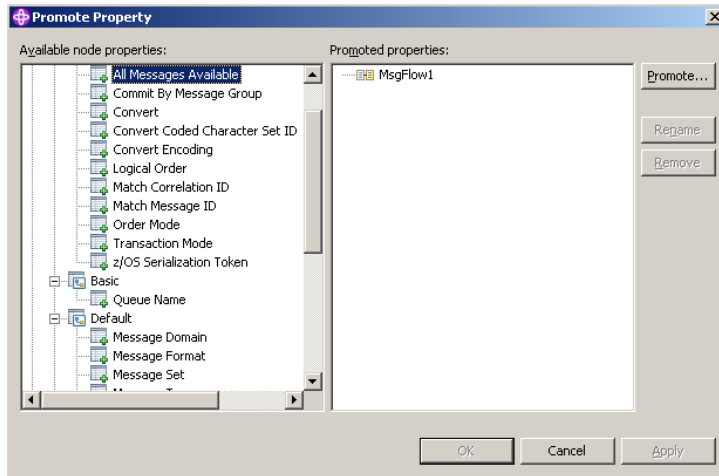 Promote Property
Available node properties:
All Messages Available
Commit By Message Group
Convert
Convert Coded Character Set ID
Convert Encoding
Logical Order
Match Correlation ID
Match Message ID
Order Mode
Transaction Mode
z/OS Serialization Token
Basic
Queue Name
Default
Message Domain
Message Format
Message Set
Promoted properties:
MsgFlow1
Promote...
Rename
Remove
OK
Cancel
Apply